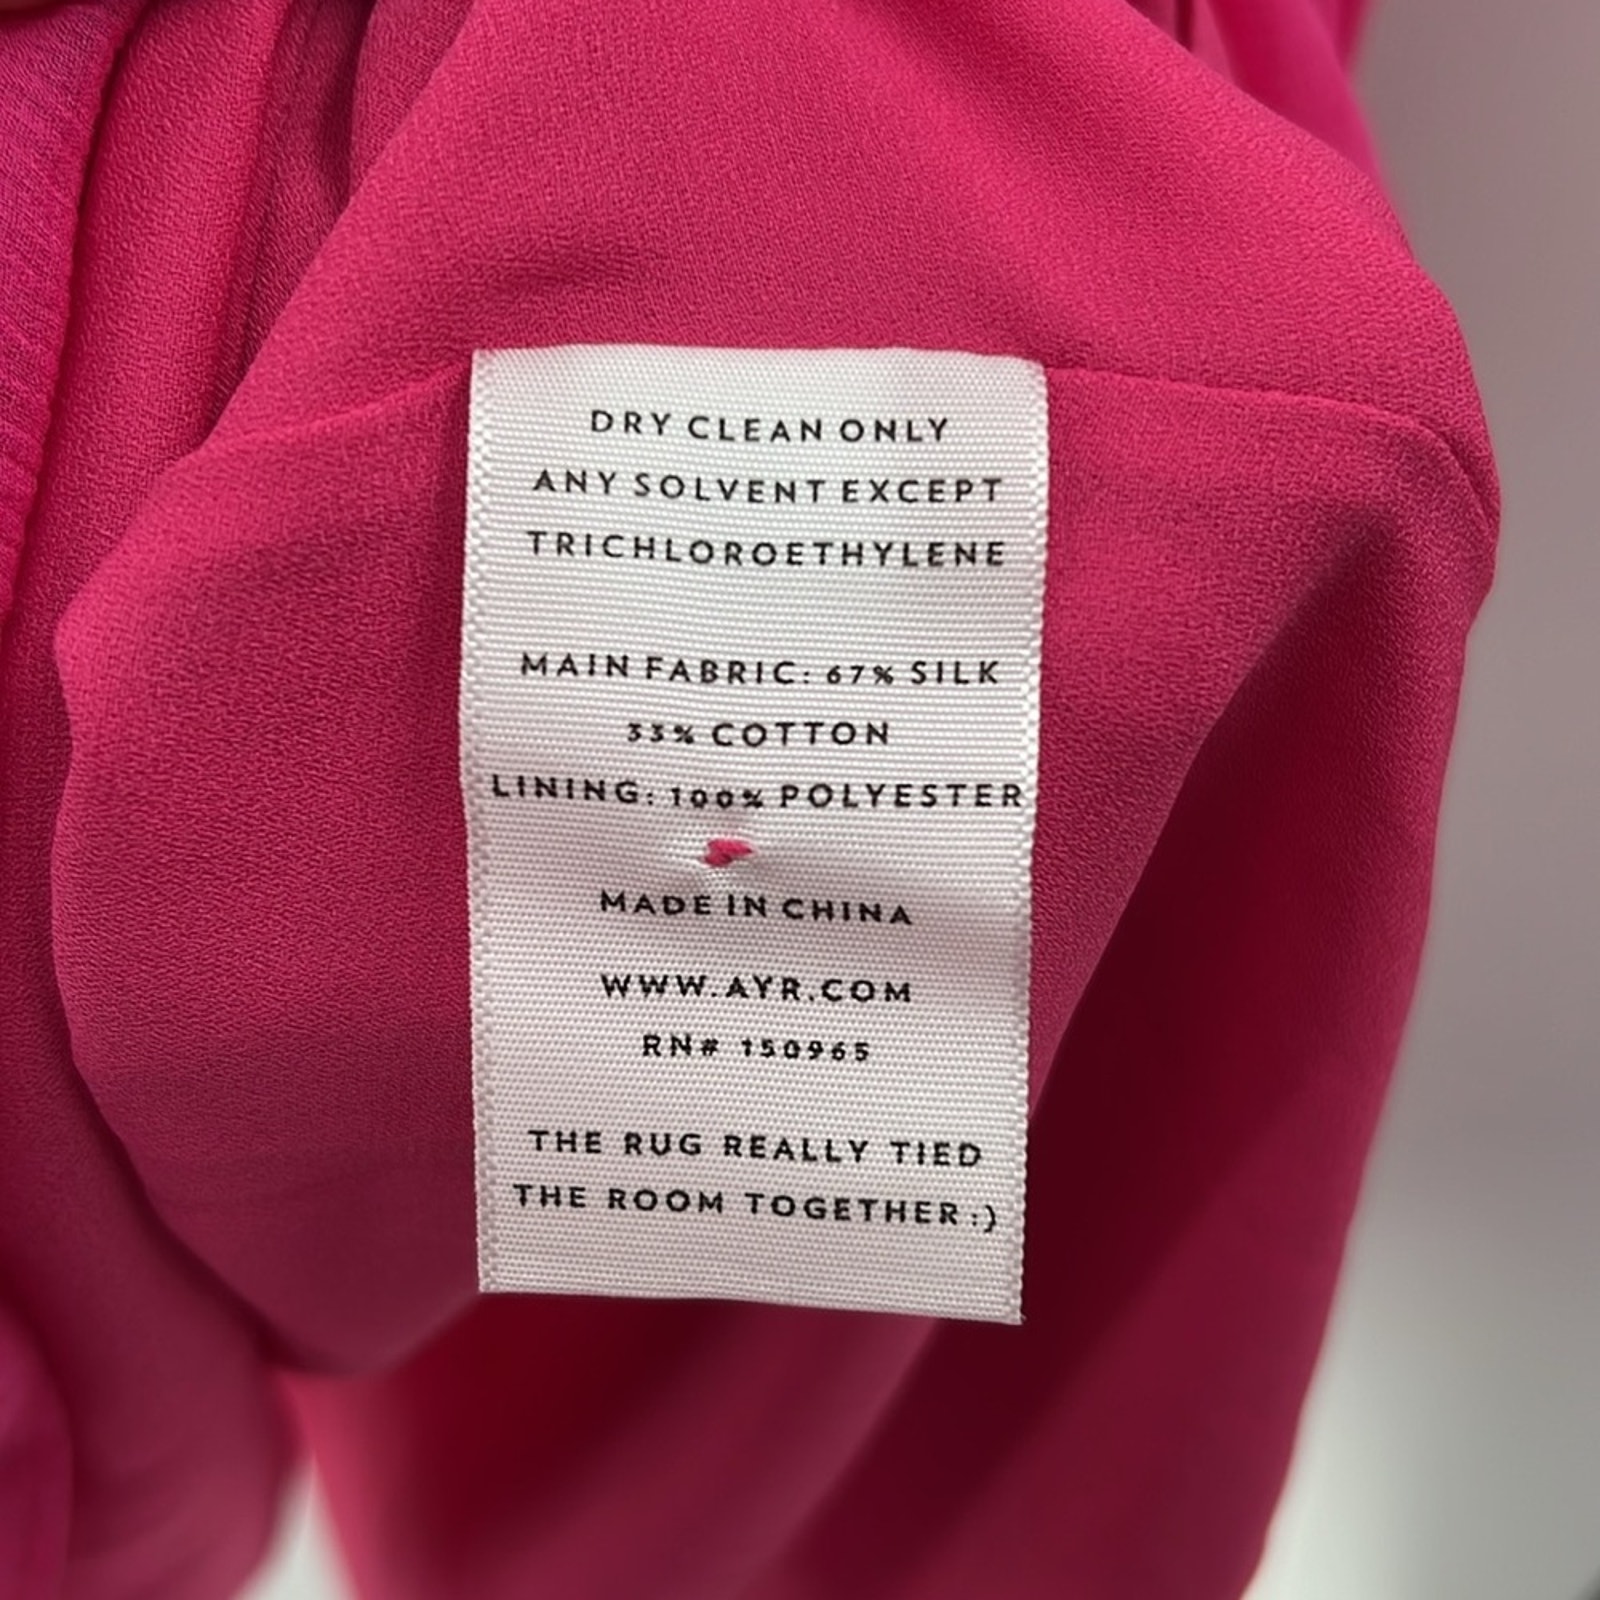 DRY CLEAN ONLY
ANY SOLVENT EXCEPT
TRICHLOROETHYLENE
MAIN FABRIC: 67% SILK
33% COTTON
LINING: 100% POLYESTER
MADE IN CHINA
WWW.AYR.COM
RN# 150965
THE RUG REALLY TIED
THE ROOM TOGETHER :)